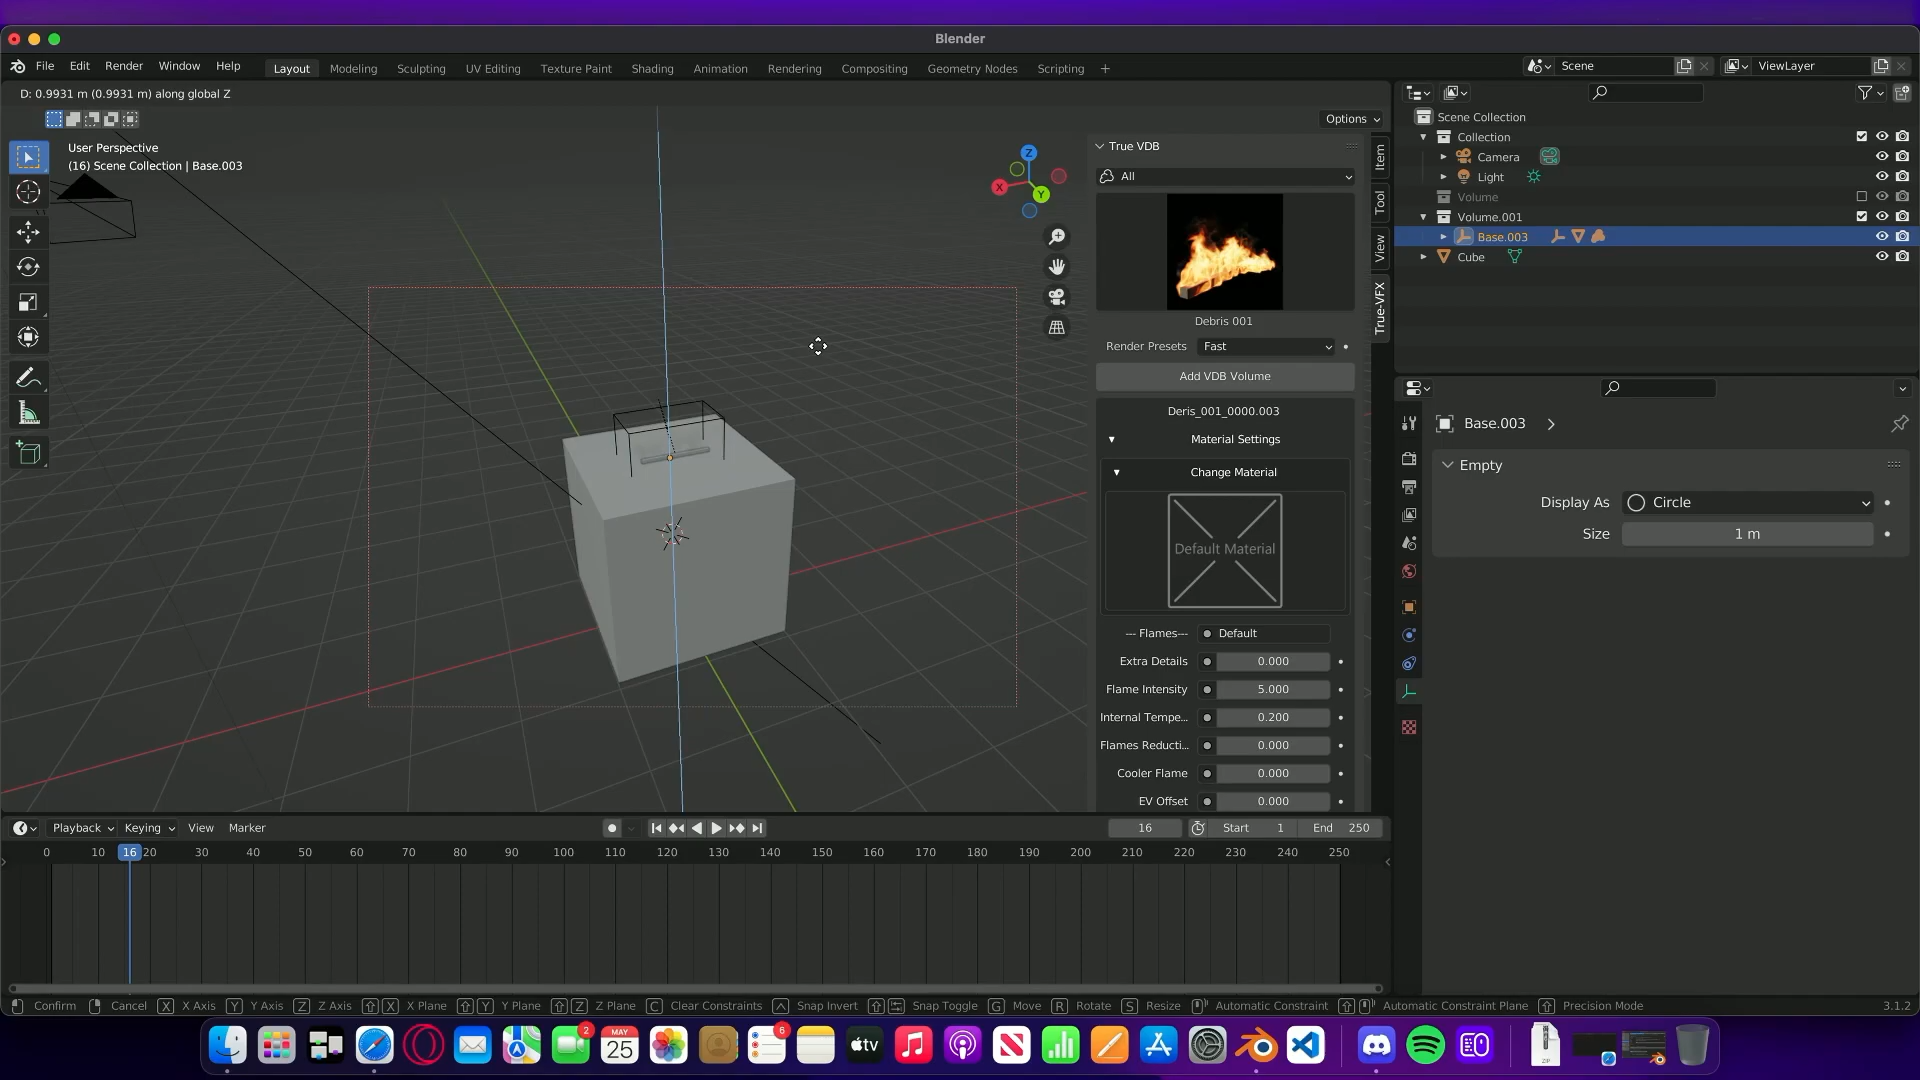 Blender
File Edit Render Window Help
Layout Modeling Sculpting UV Editing Texture Paint Shading Animation Rendering Compositing Geometry Nodes Scripting +
Scene
ViewLayer
D: 0.9931 m (0.9931 m) along global Z
Options
User Perspective
(16) Scene Collection | Base.003
Z
X
Y
True VDB
All
Debris 001
Render Presets Fast
Add VDB Volume
Deris_001_0000.003
Material Settings
Change Material
Default Material
--- Flames--- Default
Extra Details 0.000
Flame Intensity 5.000
Internal Tempe... 0.200
Flames Reducti... 0.000
Cooler Flame 0.000
EV Offset 0.000
Item
Tool
View
True-VFX
Scene Collection
Collection
Camera
Light
Volume
Volume.001
Base.003
Cube
Base.003
Empty
Display As Circle
Size 1 m
Playback Keying View Marker
16 Start 1 End 250
0 10 16 20 30 40 50 60 70 80 90 100 110 120 130 140 150 160 170 180 190 200 210 220 230 240 250
Confirm Cancel X X Axis Y Y Axis Z Z Axis X X Plane Y Y Plane Z Z Plane C Clear Constraints Snap Invert Snap Toggle G Move R Rotate S Resize Automatic Constraint Automatic Constraint Plane Precision Mode 3.1.2
2
MAY
25
6
tv
ZIP